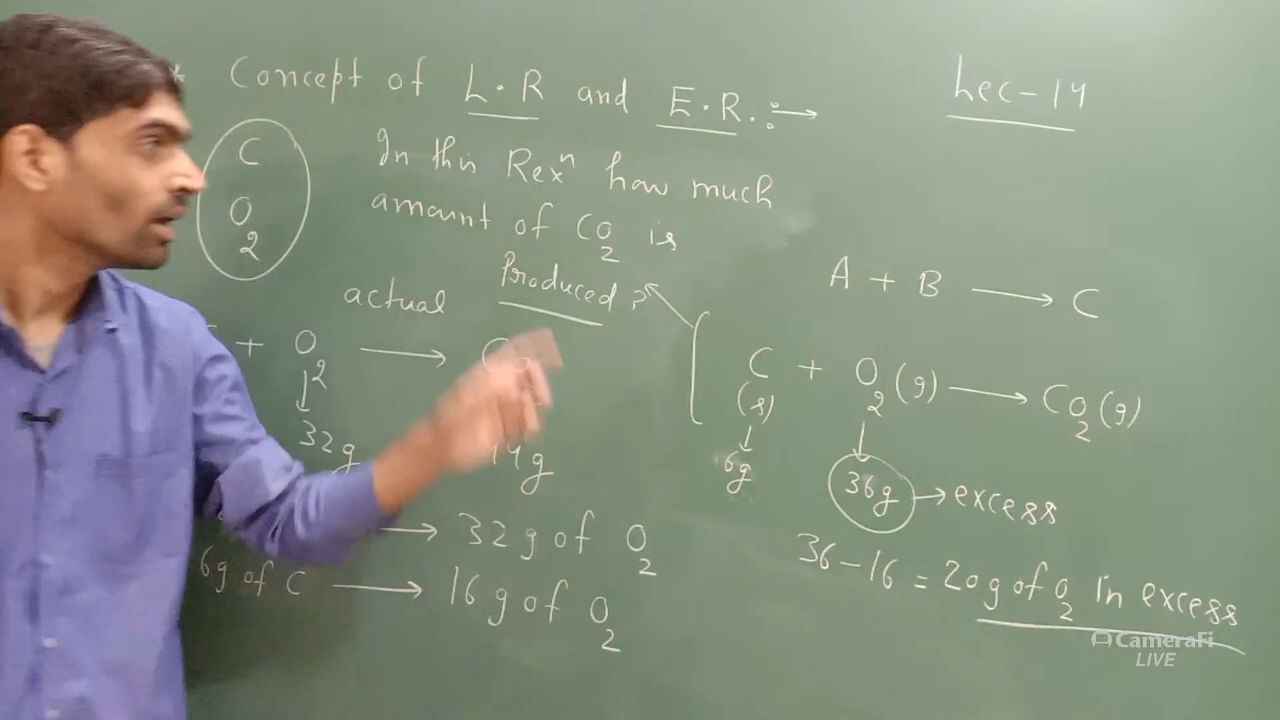 * Concept of L.R and E.R.:→
Lec-14
C
O2
In this Rexⁿ how much
amount of CO2 is
Produced ?
actual
+ O2 →
32g
14g
→ 32g of O2
6g of C → 16g of O2
A + B → C
C(s) + O2(g) → CO2(g)
6g
36g → excess
36-16 = 20g of O2 In excess
CameraFi
LIVE